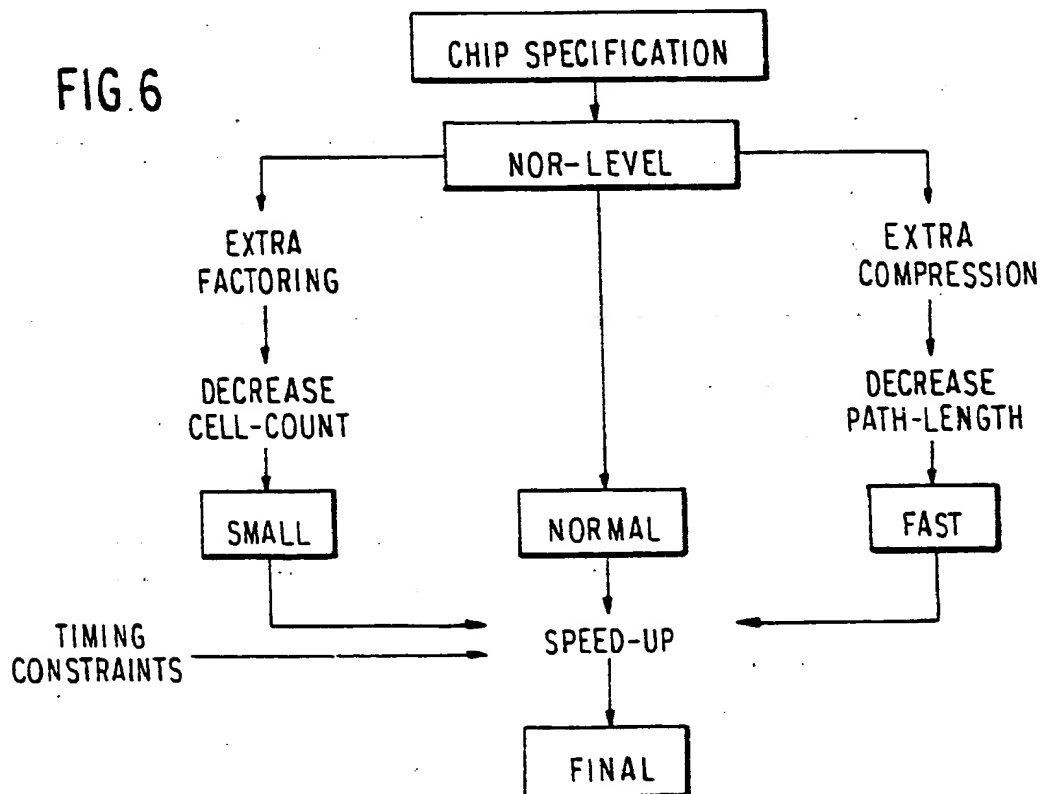 FIG.6
CHIP SPECIFICATION
NOR-LEVEL
EXTRA
FACTORING
EXTRA
COMPRESSION
DECREASE
CELL-COUNT
DECREASE
PATH-LENGTH
SMALL
NORMAL
FAST
TIMING
CONSTRAINTS
SPEED-UP
FINAL